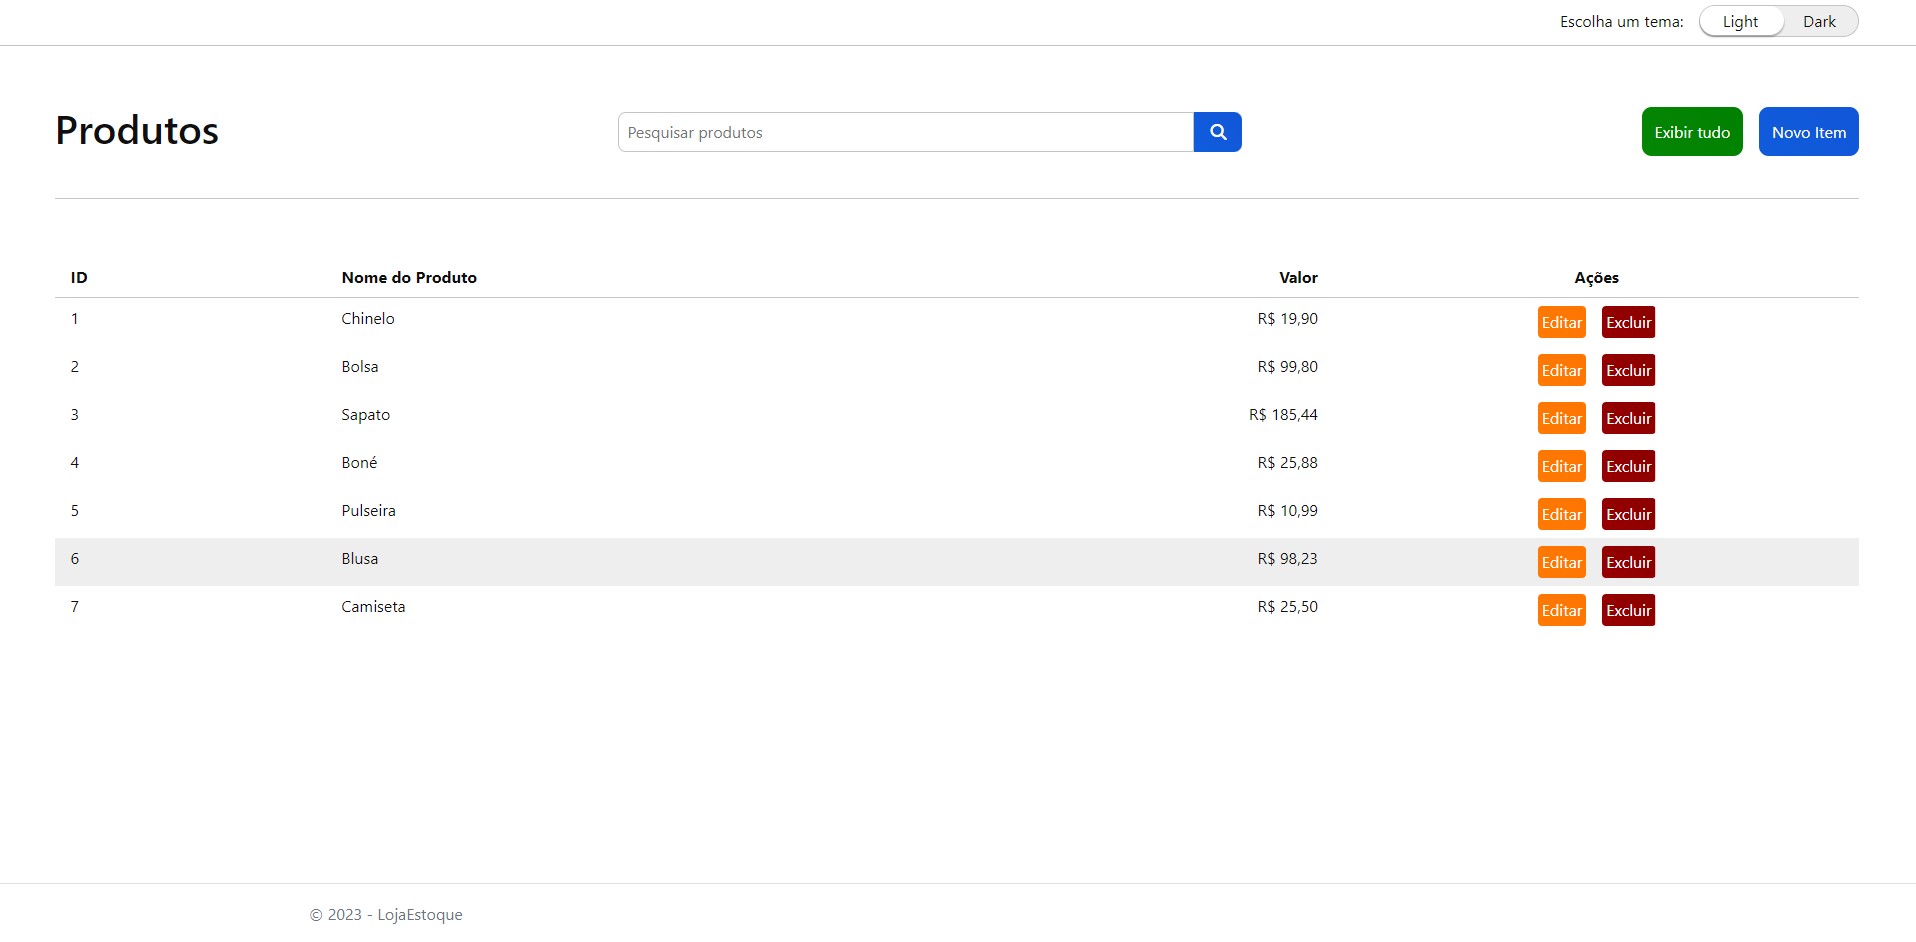 Escolha um tema: Light Dark
Produtos Pesquisar produtos Exibir tudo Novo Item
ID Nome do Produto Valor Ações
1 Chinelo R$ 19,90 Editar Excluir
2 Bolsa R$ 99,80 Editar Excluir
3 Sapato R$ 185,44 Editar Excluir
4 Boné R$ 25,88 Editar Excluir
5 Pulseira R$ 10,99 Editar Excluir
6 Blusa R$ 98,23 Editar Excluir
7 Camiseta R$ 25,50 Editar Excluir
© 2023 - LojaEstoque